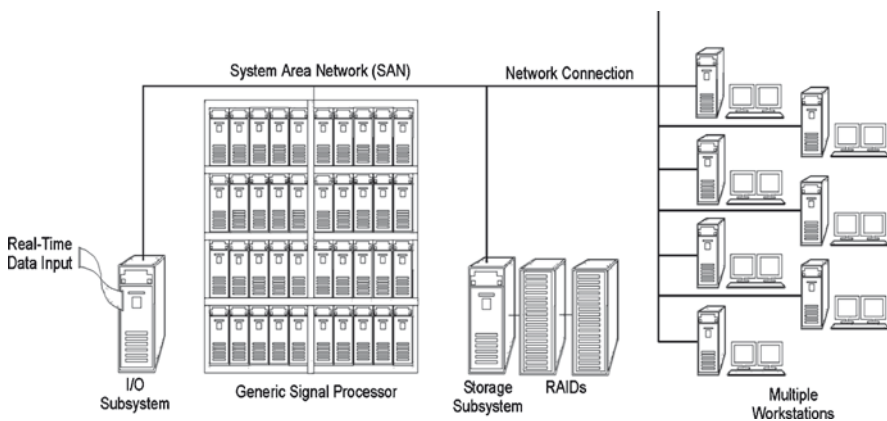 System Area Network (SAN)
Network Connection
Real-Time
Data Input
I/O
Subsystem
Generic Signal Processor
Storage
Subsystem
RAIDs
Multiple
Workstations